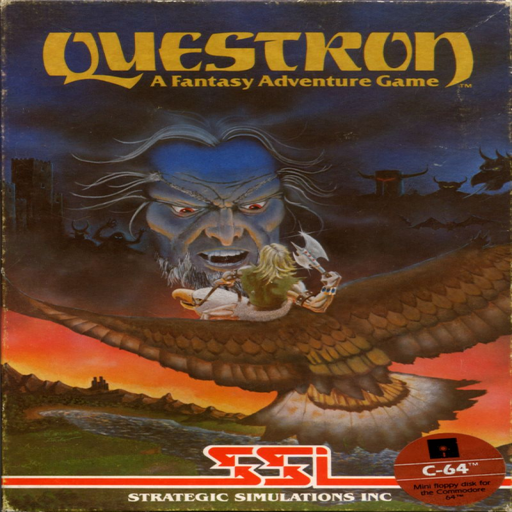 QUESTRON
A Fantasy Adventure Game
TM
SSI
STRATEGIC SIMULATIONS INC
C-64™
Mini floppy disk for
the Commodore
64™